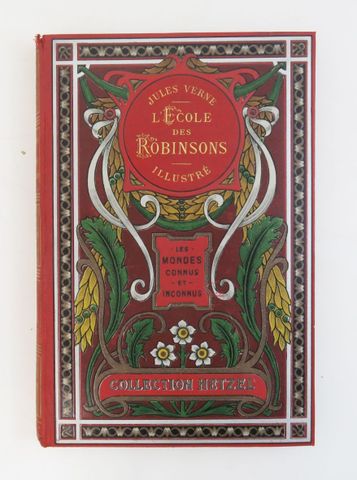 JULES VERNE
L'ÉCOLE
DES
ROBINSONS
ILLUSTRÉ
LES
MONDES
CONNUS
ET
INCONNUS
COLLECTION HETZEL